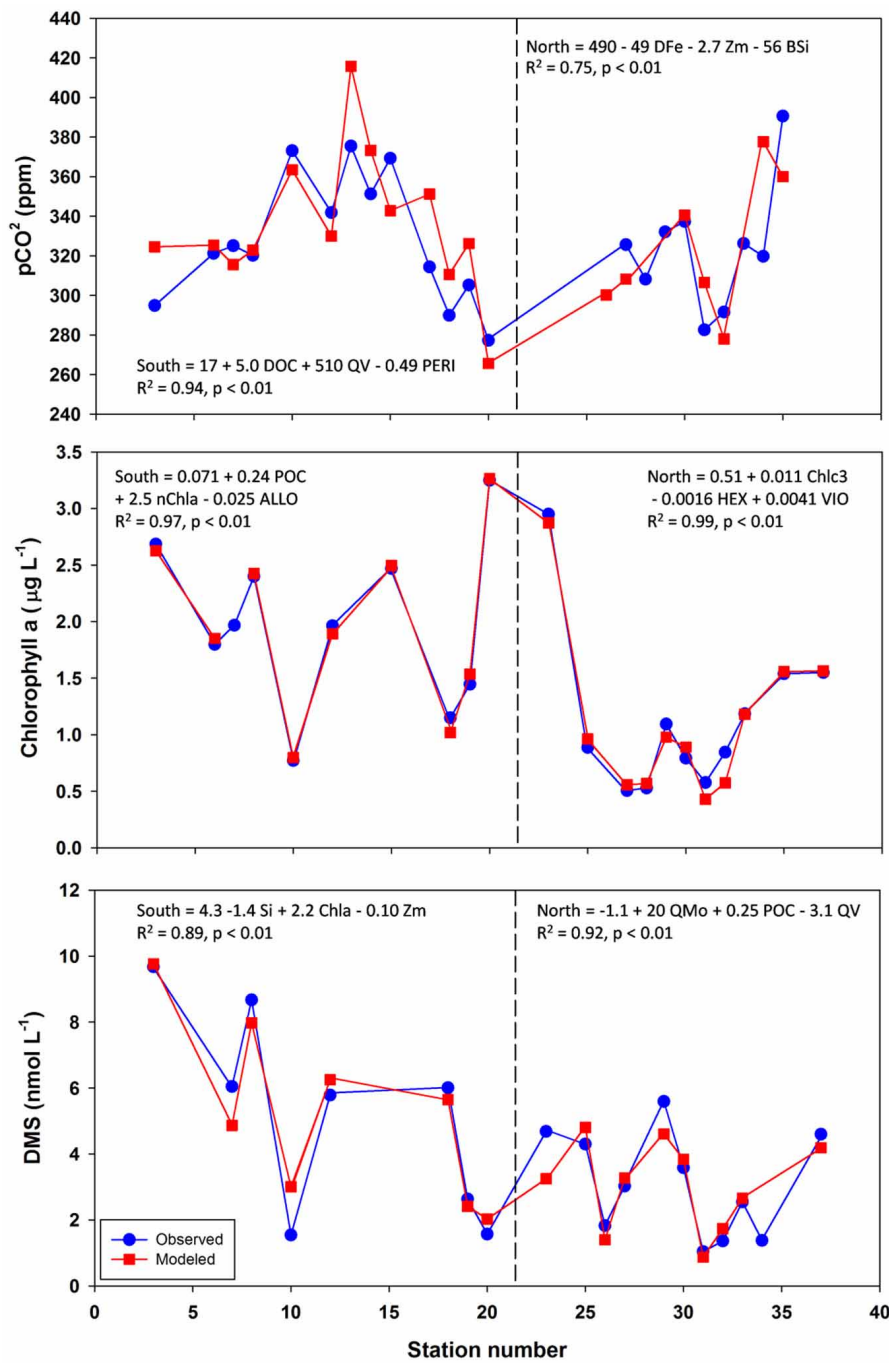 440
420
400
380
360
340
320
300
280
260
240
pCO² (ppm)
North = 490 - 49 DFe - 2.7 Zm - 56 BSi
R² = 0.75, p < 0.01
South = 17 + 5.0 DOC + 510 QV - 0.49 PERI
R² = 0.94, p < 0.01
3.5
3.0
2.5
2.0
1.5
1.0
0.5
0.0
Chlorophyll a ( μg L⁻¹)
South = 0.071 + 0.24 POC
+ 2.5 nChla - 0.025 ALLO
R² = 0.97, p < 0.01
North = 0.51 + 0.011 Chlc3
- 0.0016 HEX + 0.0041 VIO
R² = 0.99, p < 0.01
12
10
8
6
4
2
0
DMS (nmol L⁻¹)
South = 4.3 -1.4 Si + 2.2 Chla - 0.10 Zm
R² = 0.89, p < 0.01
North = -1.1 + 20 QMo + 0.25 POC - 3.1 QV
R² = 0.92, p < 0.01
Observed
Modeled
0 5 10 15 20 25 30 35 40
Station number